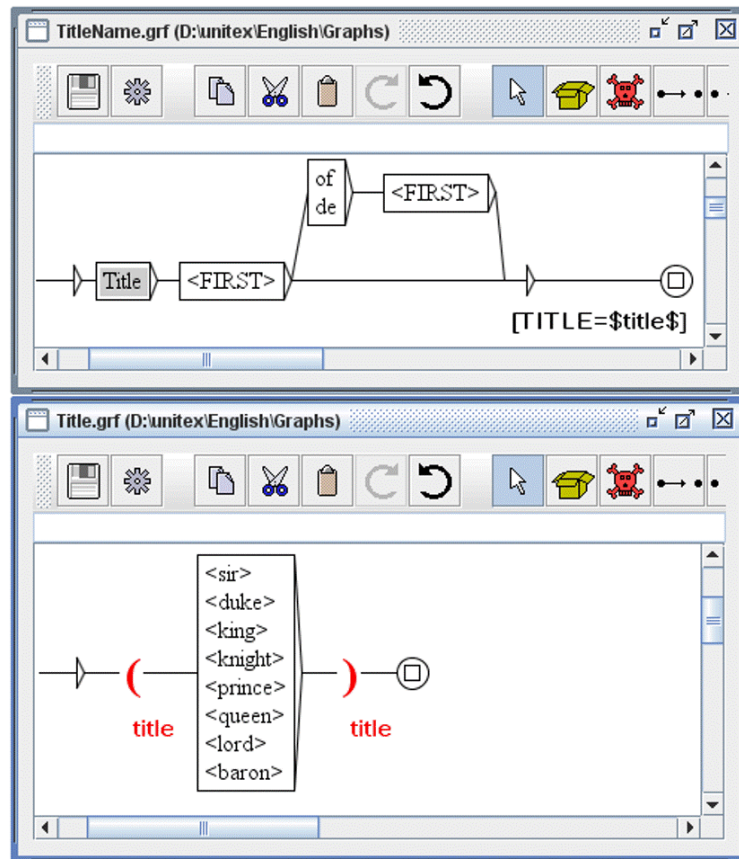 TitleName.grf (D:\unitex\English\Graphs)
of
de
<FIRST>
Title
<FIRST>
[TITLE=$title$]
Title.grf (D:\unitex\English\Graphs)
<sir>
<duke>
<king>
<knight>
<prince>
<queen>
<lord>
<baron>
( )
title title